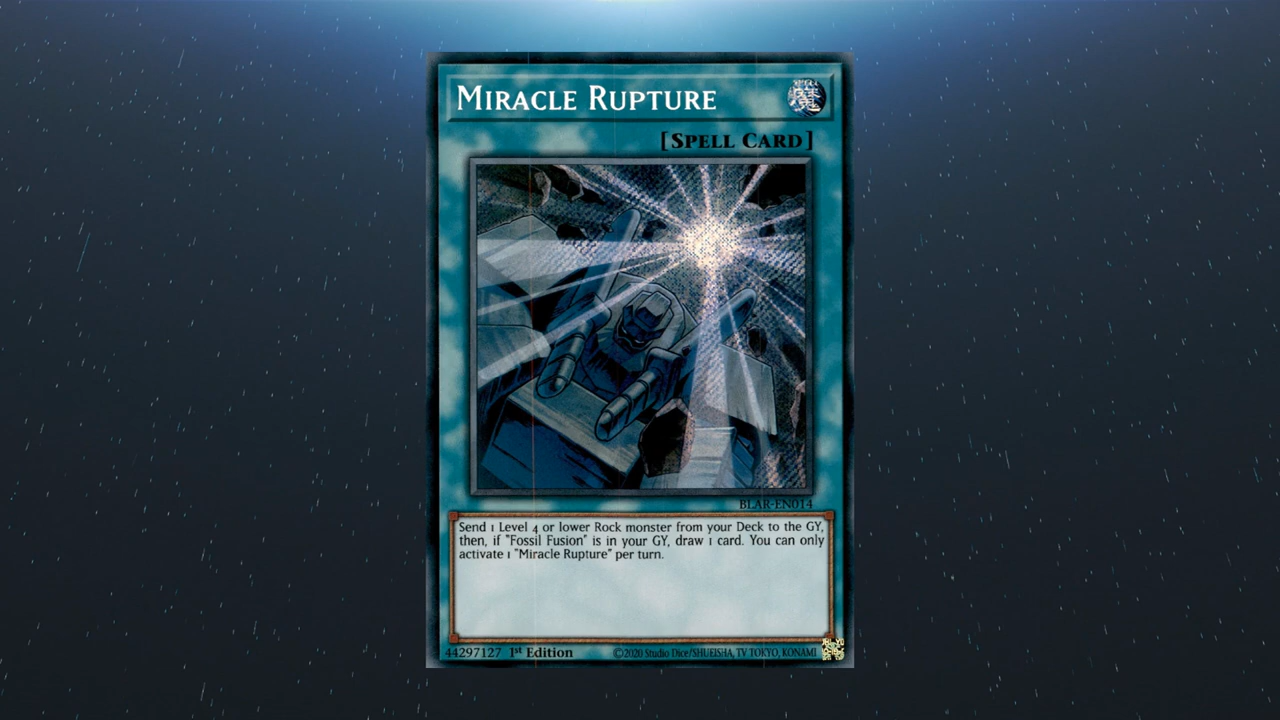 MIRACLE RUPTURE
魔
[SPELL CARD]
BLAR-EN014
Send 1 Level 4 or lower Rock monster from your Deck to the GY,
then, if "Fossil Fusion" is in your GY, draw 1 card. You can only
activate 1 "Miracle Rupture" per turn.
44297127 1st Edition ©2020 Studio Dice/SHUEISHA, TV TOKYO, KONAMI